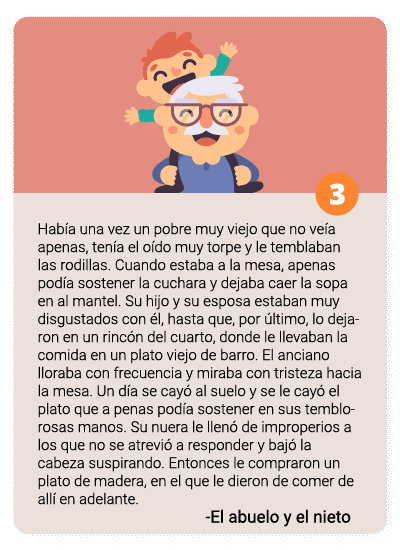 3
Había una vez un pobre muy viejo que no veía
apenas, tenía el oído muy torpe y le temblaban
las rodillas. Cuando estaba a la mesa, apenas
podía sostener la cuchara y dejaba caer la sopa
en al mantel. Su hijo y su esposa estaban muy
disgustados con él, hasta que, por último, lo deja-
ron en un rincón del cuarto, donde le llevaban la
comida en un plato viejo de barro. El anciano
lloraba con frecuencia y miraba con tristeza hacia
la mesa. Un día se cayó al suelo y se le cayó el
plato que a penas podía sostener en sus temblo-
rosas manos. Su nuera le llenó de improperios a
los que no se atrevió a responder y bajó la
cabeza suspirando. Entonces le compraron un
plato de madera, en el que le dieron de comer de
allí en adelante.
-El abuelo y el nieto